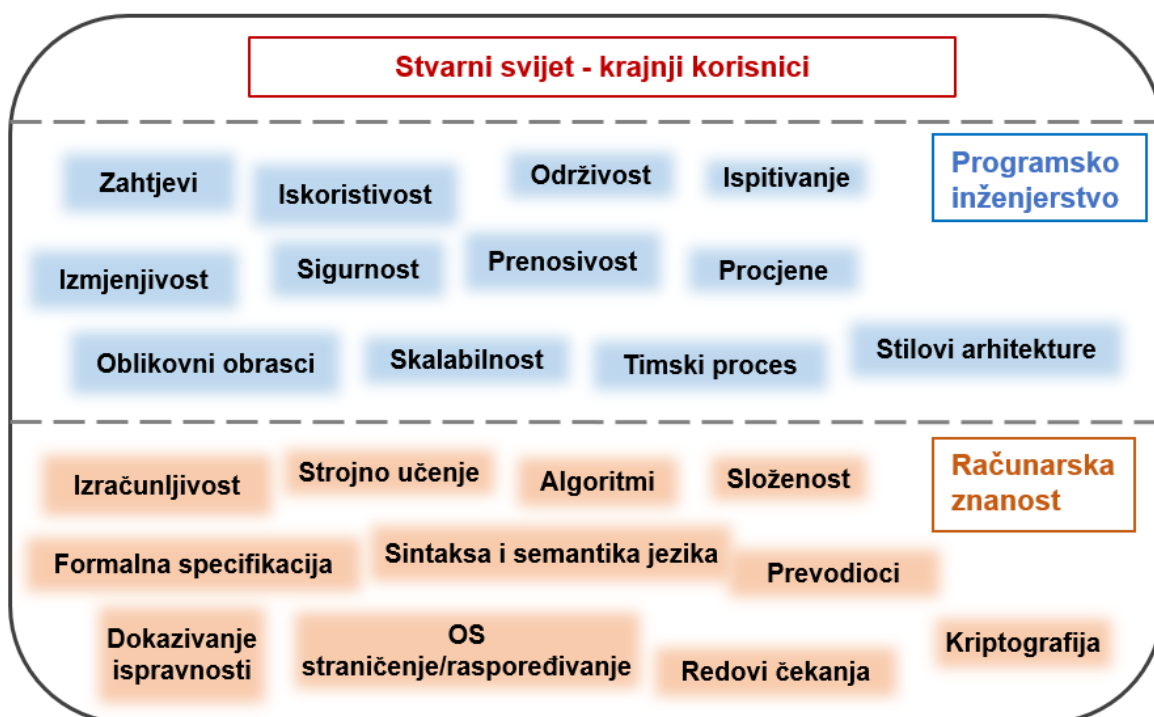 Stvarni svijet - krajnji korisnici
Programsko
inženjerstvo
Zahtjevi
Iskoristivost
Održivost
Ispitivanje
Izmjenjivost
Sigurnost
Prenosivost
Procjene
Oblikovni obrasci
Skalabilnost
Timski proces
Stilovi arhitekture
Računarska
znanost
Izračunljivost
Strojno učenje
Algoritmi
Složenost
Formalna specifikacija
Sintaksa i semantika jezika
Prevodioci
Dokazivanje
ispravnosti
OS
straničenje/raspoređivanje
Redovi čekanja
Kriptografija